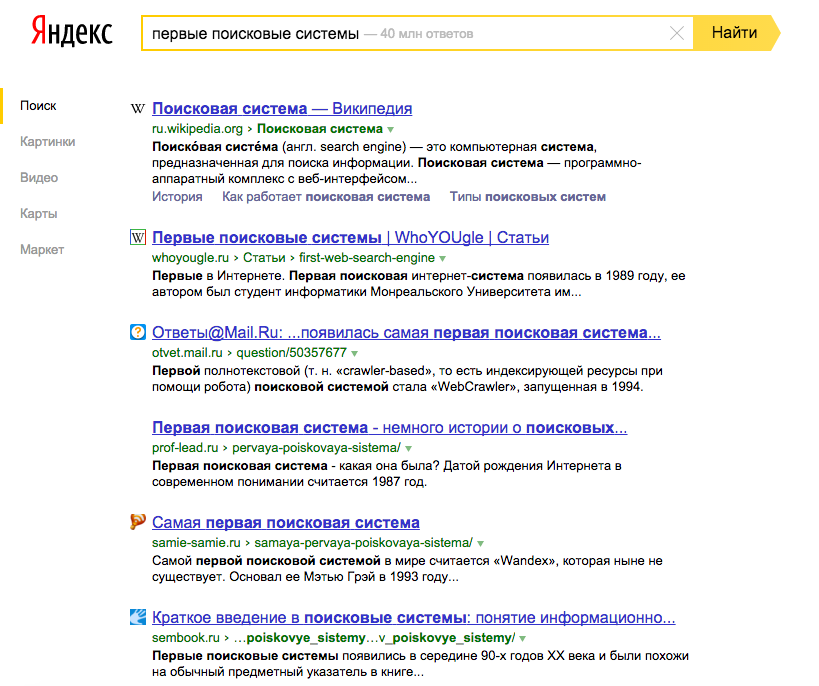 Яндекс
первые поисковые системы — 40 млн ответов
Найти
Поиск
Картинки
Видео
Карты
Маркет
W Поисковая система — Википедия
ru.wikipedia.org › Поисковая система
Поиско́вая систе́ма (англ. search engine) — это компьютерная система,
предназначенная для поиска информации. Поисковая система — программно-
аппаратный комплекс с веб-интерфейсом...
История Как работает поисковая система Типы поисковых систем
W Первые поисковые системы | WhoYOUgle | Статьи
whoyougle.ru › Статьи › first-web-search-engine
Первые в Интернете. Первая поисковая интернет-система появилась в 1989 году, ее
автором был студент информатики Монреальского Университета им...
? Ответы@Mail.Ru: ...появилась самая первая поисковая система...
otvet.mail.ru › question/50357677
Первой полнотекстовой (т. н. «crawler-based», то есть индексирующей ресурсы при
помощи робота) поисковой системой стала «WebCrawler», запущенная в 1994.
Первая поисковая система - немного истории о поисковых...
prof-lead.ru › pervaya-poiskovaya-sistema/
Первая поисковая система - какая она была? Датой рождения Интернета в
современном понимании считается 1987 год.
Самая первая поисковая система
samie-samie.ru › samaya-pervaya-poiskovaya-sistema/
Самой первой поисковой системой в мире считается «Wandex», которая ныне не
существует. Основал ее Мэтью Грэй в 1993 году...
Краткое введение в поисковые системы: понятие информационно...
sembook.ru › ...poiskovye_sistemy...v_poiskovye_sistemy/
Первые поисковые системы появились в середине 90-х годов XX века и были похожи
на обычный предметный указатель в книге...